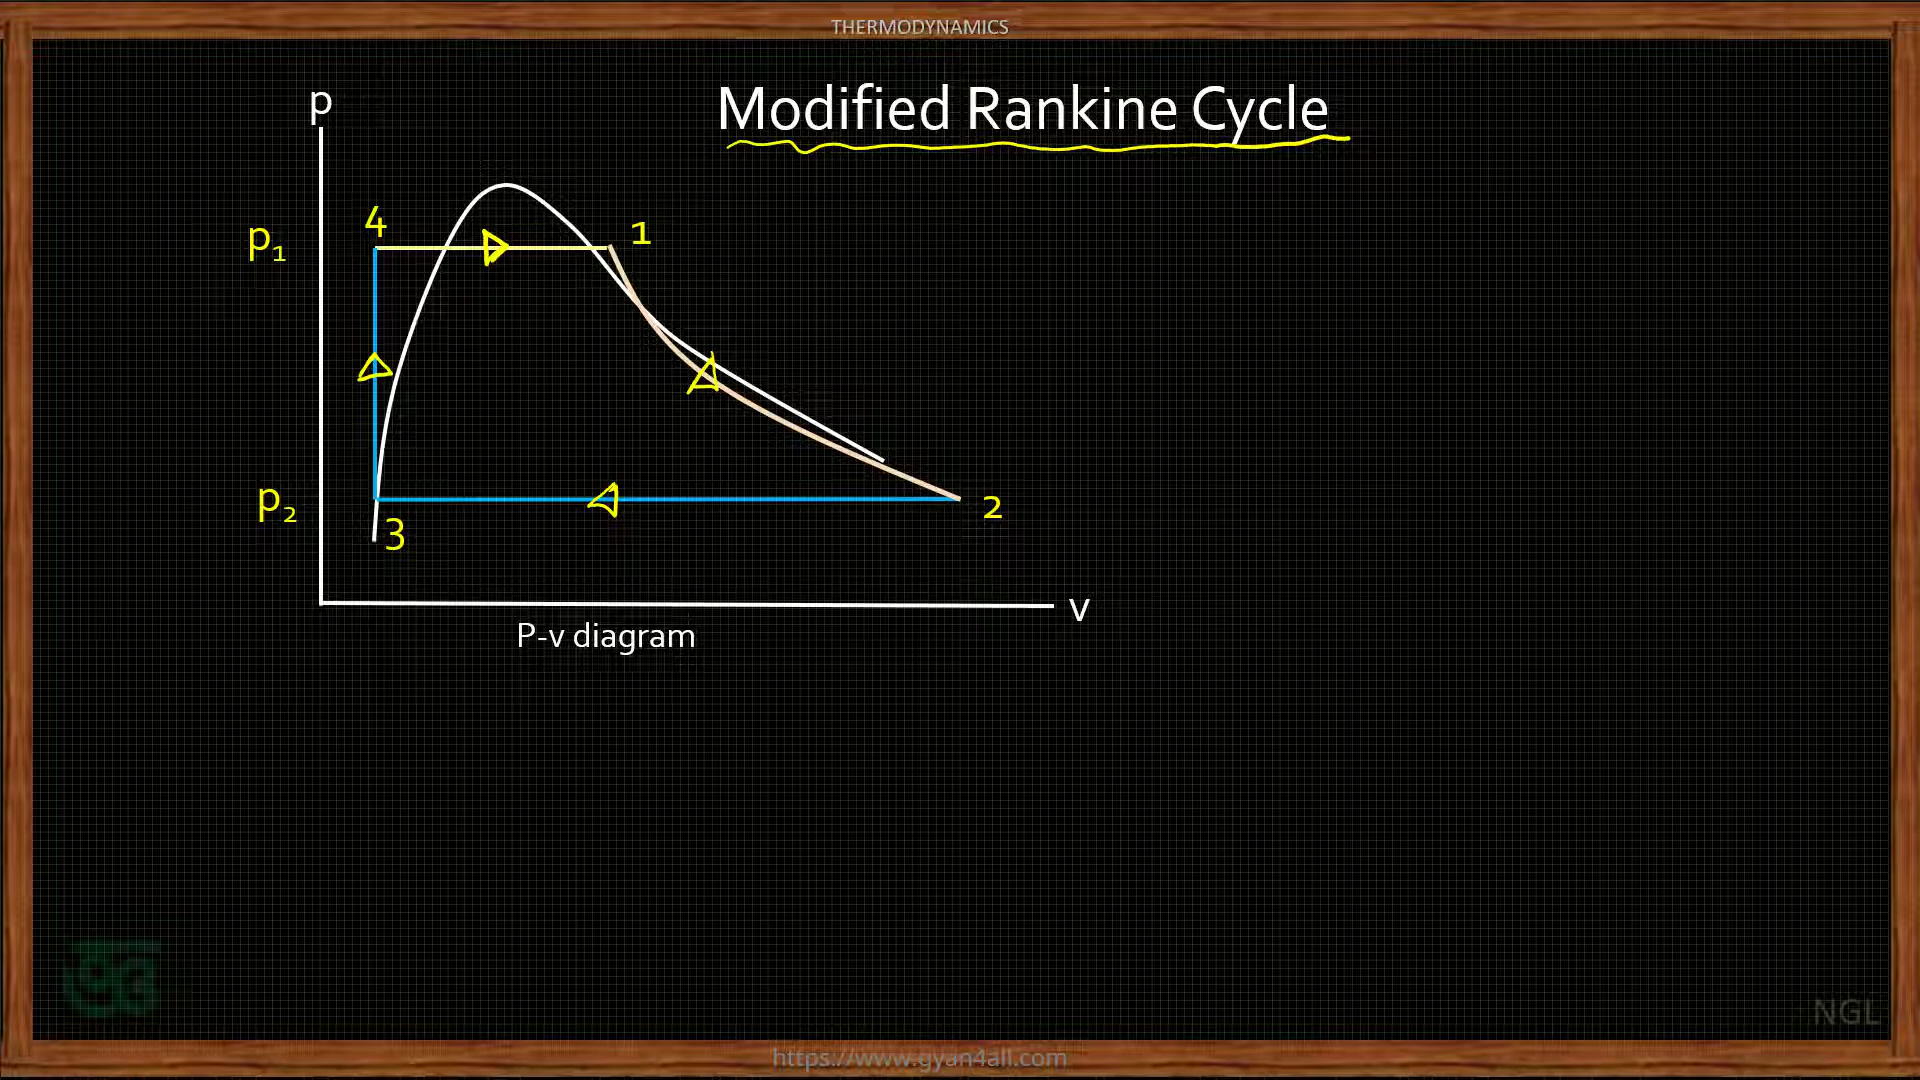 THERMODYNAMICS
Modified Rankine Cycle
p
4
1
p₁
p₂
2
3
v
P-v diagram
NGL
https://www.gyan4all.com